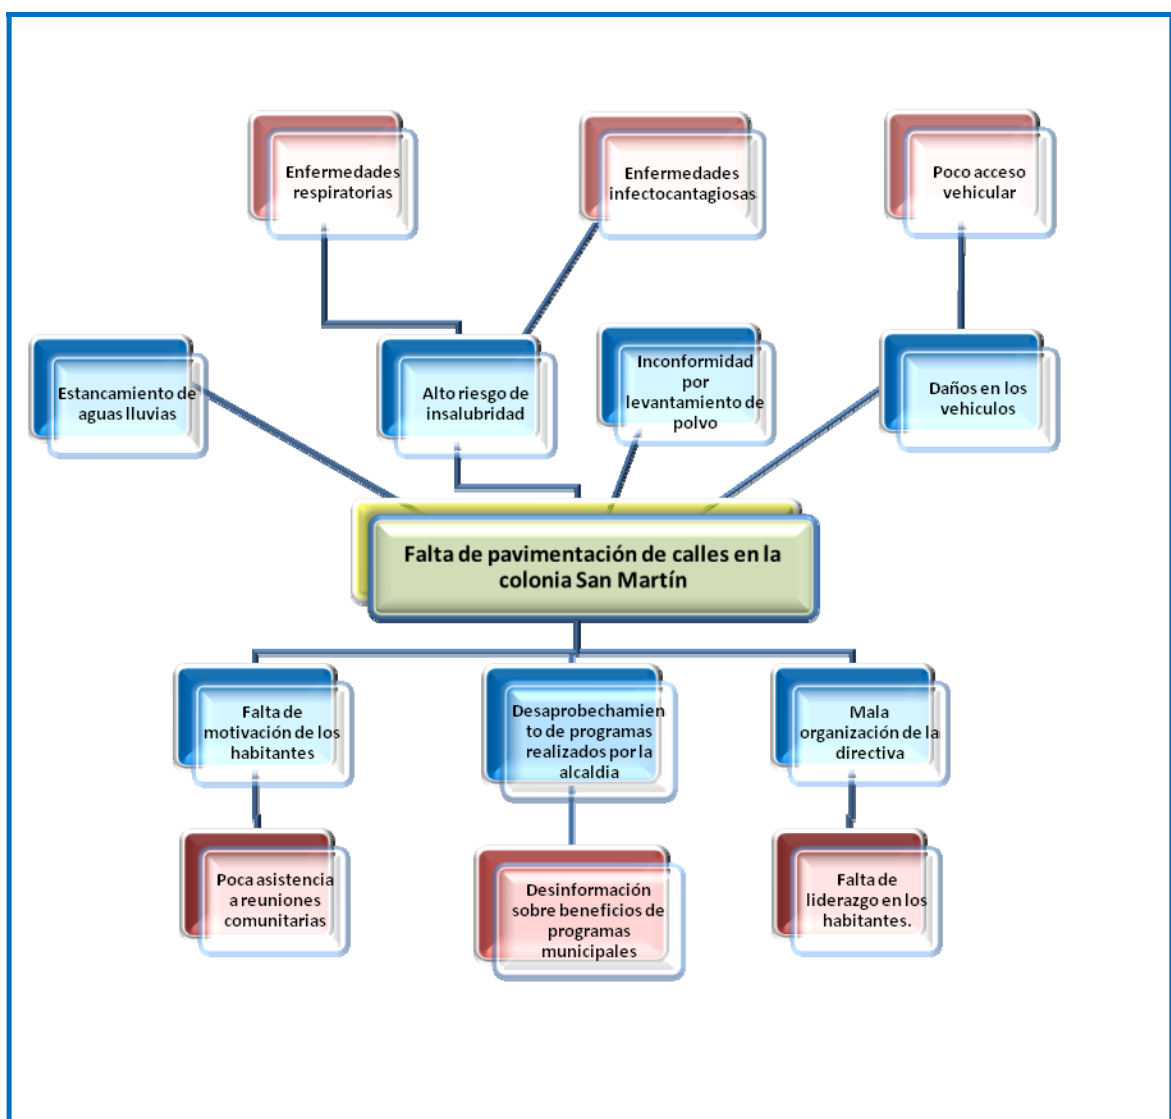 Enfermedades
respiratorias
Enfermedades
infectocantagiosas
Poco acceso
vehicular
Estancamiento de
aguas lluvias
Alto riesgo de
insalubridad
Inconformidad
por
levantamiento de
polvo
Daños en los
vehiculos
Falta de pavimentación de calles en la
colonia San Martín
Falta de
motivación de los
habitantes
Desaprobechamien
to de programas
realizados por la
alcaldia
Mala
organización de la
directiva
Poca asistencia
a reuniones
comunitarias
Desinformación
sobre beneficios de
programas
municipales
Falta de
liderazgo en los
habitantes.